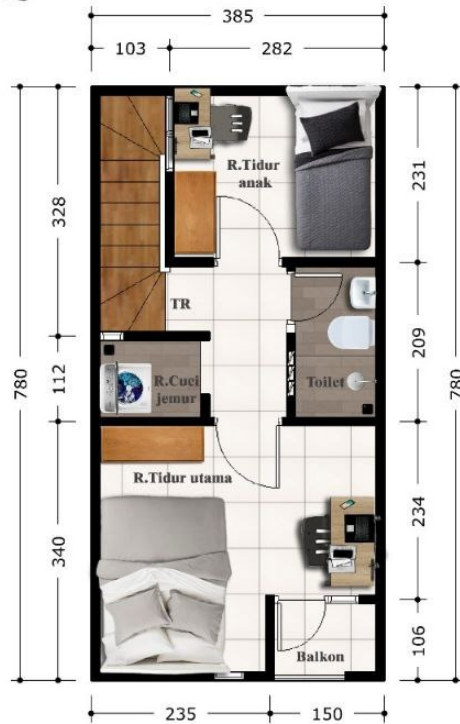 385
103
282
R.Tidur
anak
231
328
TR
209
780
780
112
R.Cuci
jemur
Toilet
R.Tidur utama
234
340
106
Balkon
235
150